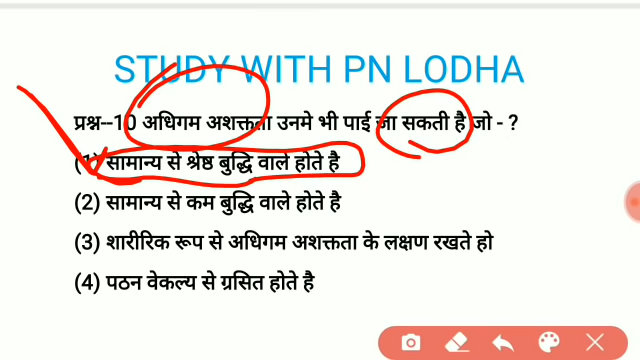 STUDY WITH PN LODHA
प्रश्न--10 अधिगम अशक्तता उनमे भी पाई जा सकती है जो - ?
(1) सामान्य से श्रेष्ठ बुद्धि वाले होते है
(2) सामान्य से कम बुद्धि वाले होते है
(3) शारीरिक रूप से अधिगम अशक्तता के लक्षण रखते हो
(4) पठन वेकल्य से ग्रसित होते है